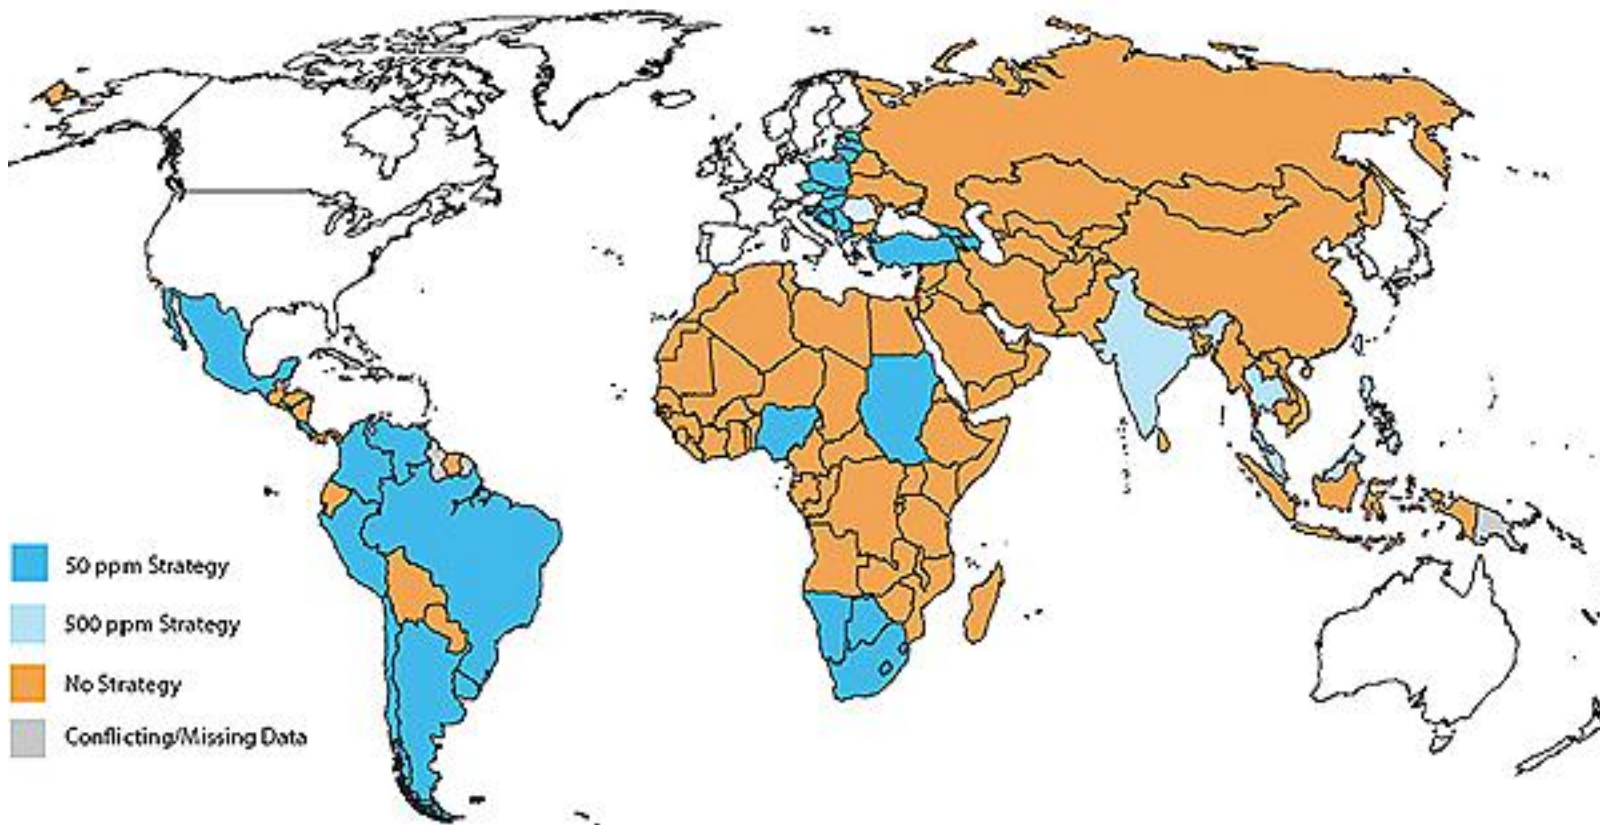 50 ppm Strategy
500 ppm Strategy
No Strategy
Conflicting/Missing Data